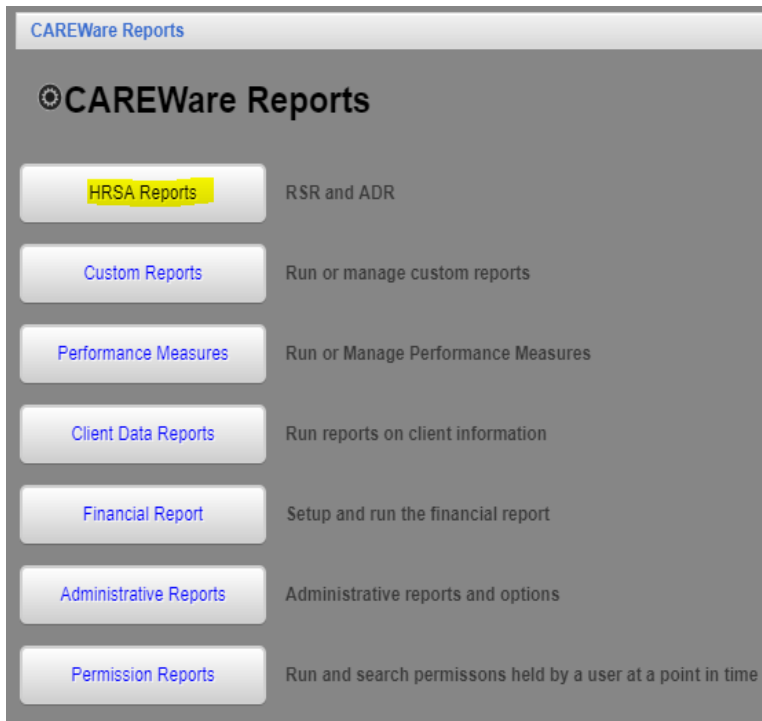 CAREWare Reports
CAREWare Reports
HRSA Reports RSR and ADR
Custom Reports Run or manage custom reports
Performance Measures Run or Manage Performance Measures
Client Data Reports Run reports on client information
Financial Report Setup and run the financial report
Administrative Reports Administrative reports and options
Permission Reports Run and search permissons held by a user at a point in time